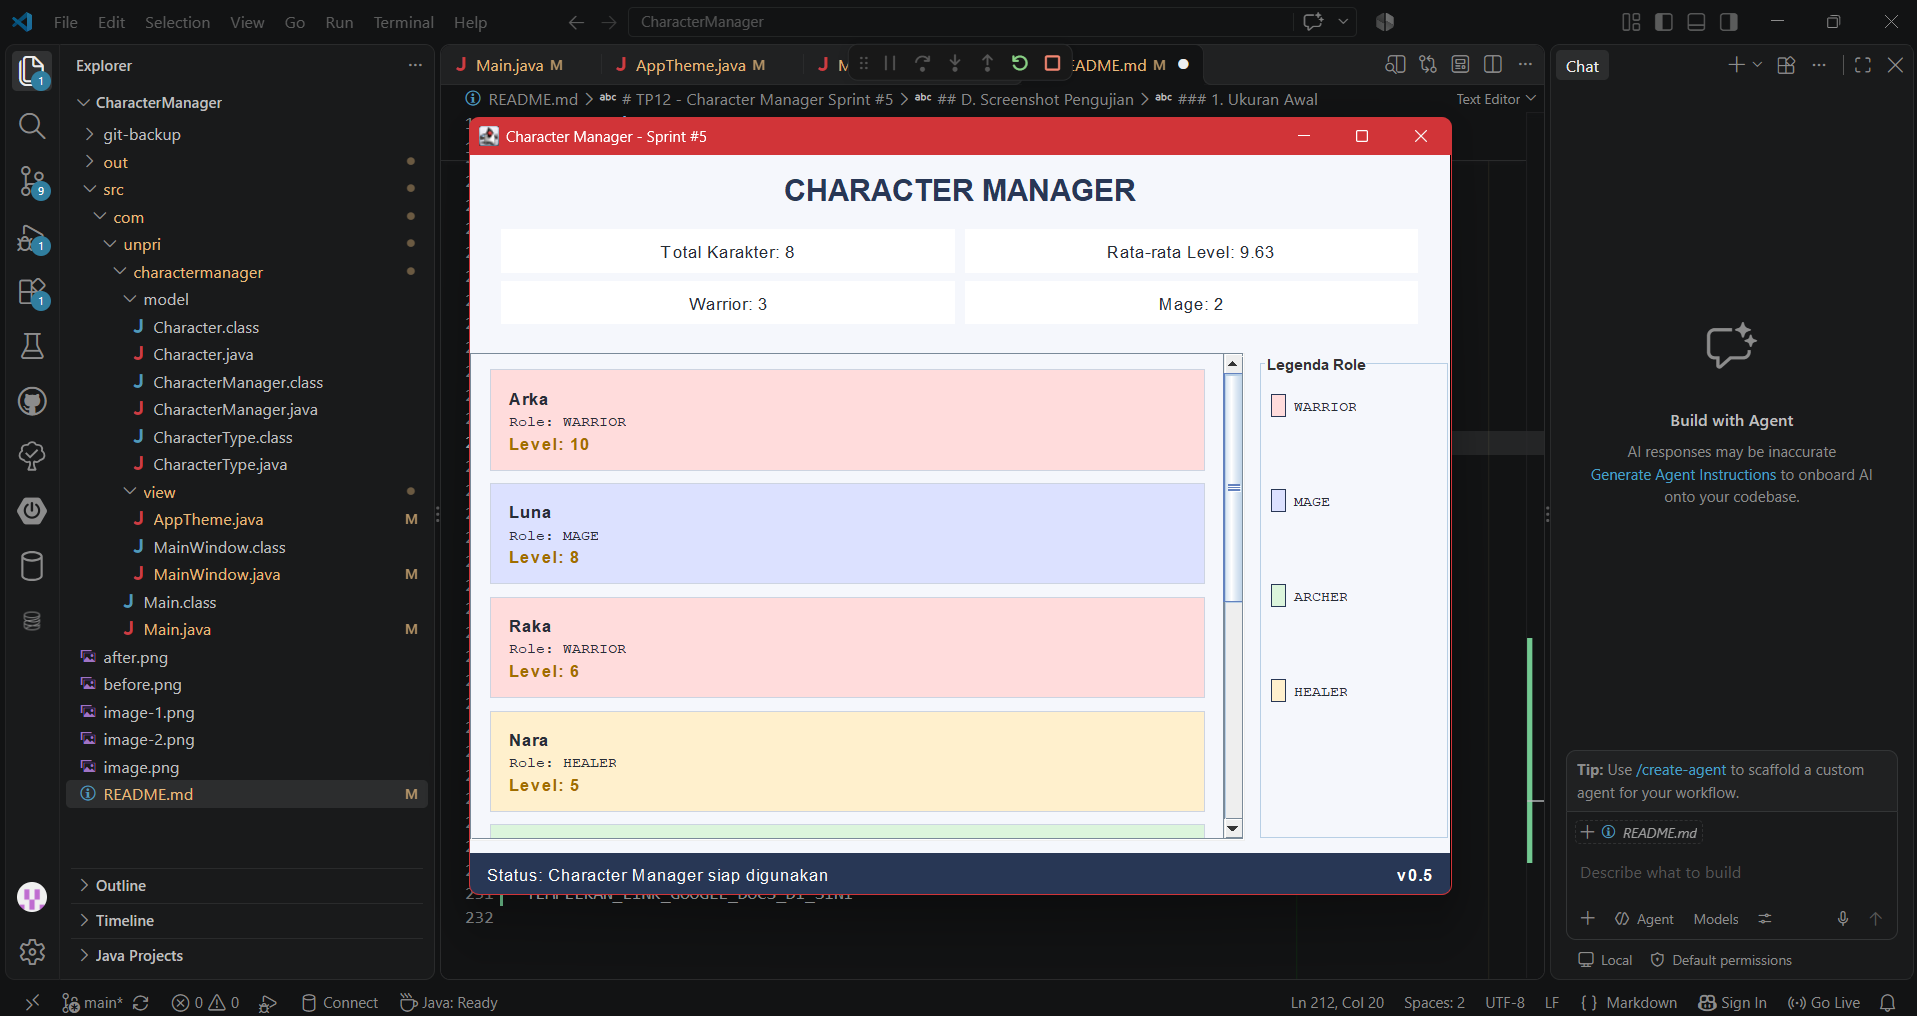 File Edit Selection View Go Run Terminal Help
CharacterManager
Explorer
CharacterManager
git-backup
out
src
com
unpri
charactermanager
model
Character.class
Character.java
CharacterManager.class
CharacterManager.java
CharacterType.class
CharacterType.java
view
AppTheme.java M
MainWindow.class
MainWindow.java M
Main.class
Main.java M
after.png
before.png
image-1.png
image-2.png
image.png
README.md M
Outline
Timeline
Java Projects
Main.java M
AppTheme.java M
EADME.md M
README.md > # TP12 - Character Manager Sprint #5 > ## D. Screenshot Pengujian > ### 1. Ukuran Awal
Text Editor
Character Manager - Sprint #5
CHARACTER MANAGER
Total Karakter: 8
Rata-rata Level: 9.63
Warrior: 3
Mage: 2
Arka
Role: WARRIOR
Level: 10
Luna
Role: MAGE
Level: 8
Raka
Role: WARRIOR
Level: 6
Nara
Role: HEALER
Level: 5
Legenda Role
WARRIOR
MAGE
ARCHER
HEALER
Status: Character Manager siap digunakan
v0.5
232
Chat
Build with Agent
AI responses may be inaccurate
Generate Agent Instructions to onboard AI
onto your codebase.
Tip: Use /create-agent to scaffold a custom
agent for your workflow.
README.md
Describe what to build
Agent Models
Local Default permissions
main* 0 0 Connect Java: Ready
Ln 212, Col 20 Spaces: 2 UTF-8 LF { } Markdown Sign In Go Live
1
9
1
1